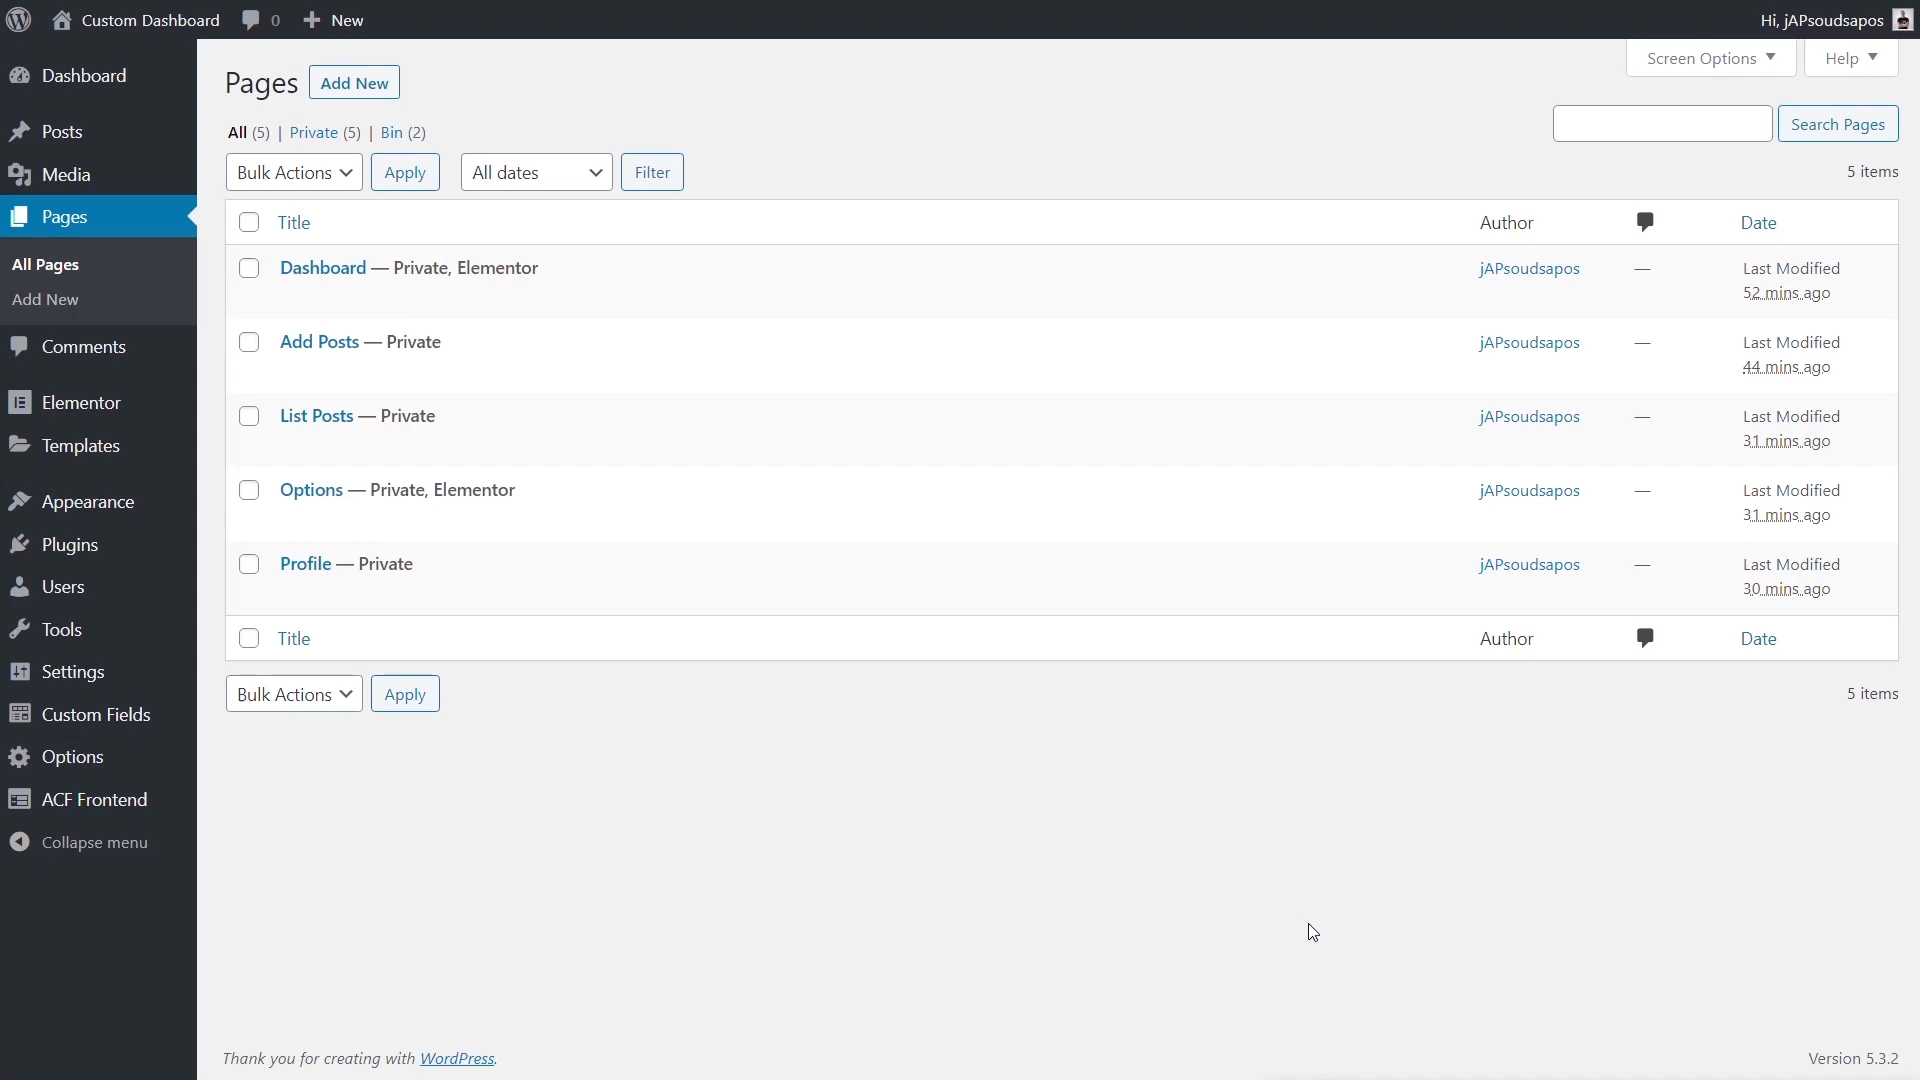 Custom Dashboard 0 New Hi, jAPsoudsapos
Screen Options Help
Dashboard
Posts
Media
Pages
All Pages
Add New
Comments
Elementor
Templates
Appearance
Plugins
Users
Tools
Settings
Custom Fields
Options
ACF Frontend
Collapse menu
Pages Add New
All (5) | Private (5) | Bin (2)
Search Pages
Bulk Actions Apply All dates Filter 5 items
Title Author Date
Dashboard — Private, Elementor jAPsoudsapos — Last Modified
52 mins ago
Add Posts — Private jAPsoudsapos — Last Modified
44 mins ago
List Posts — Private jAPsoudsapos — Last Modified
31 mins ago
Options — Private, Elementor jAPsoudsapos — Last Modified
31 mins ago
Profile — Private jAPsoudsapos — Last Modified
30 mins ago
Title Author Date
Bulk Actions Apply 5 items
Thank you for creating with WordPress. Version 5.3.2